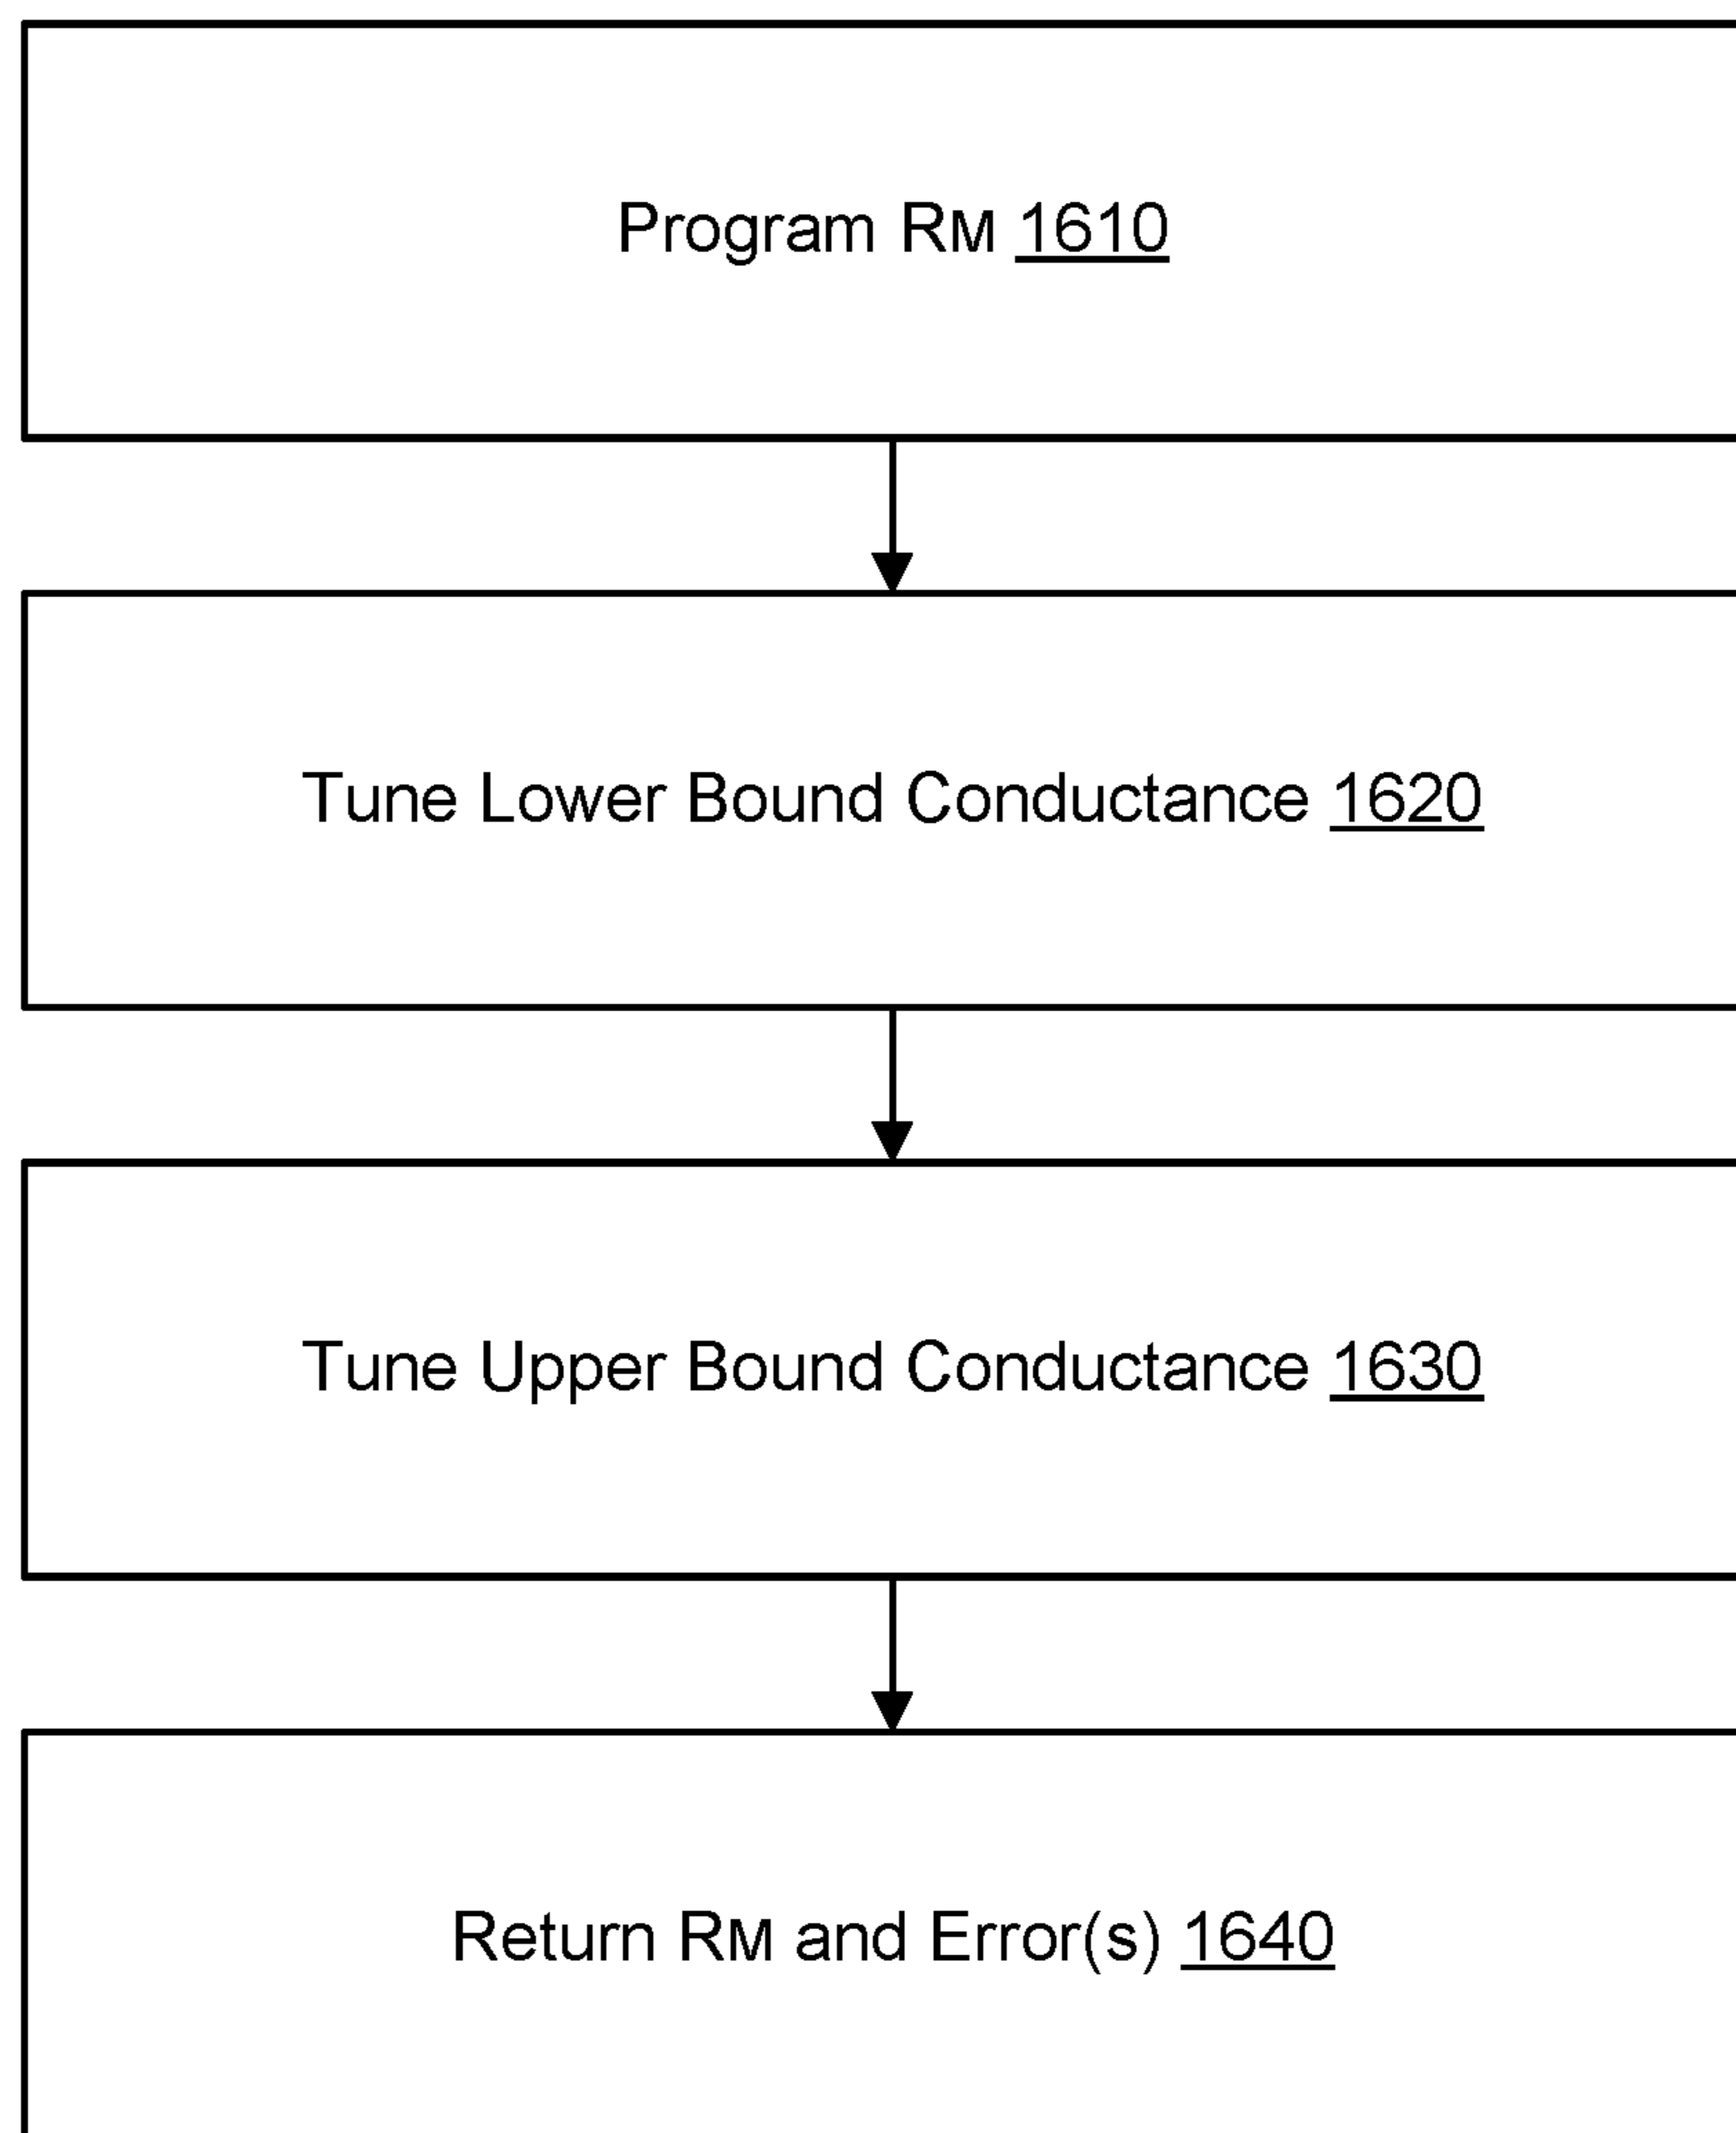 Program RM 1610
Tune Lower Bound Conductance 1620
Tune Upper Bound Conductance 1630
Return RM and Error(s) 1640